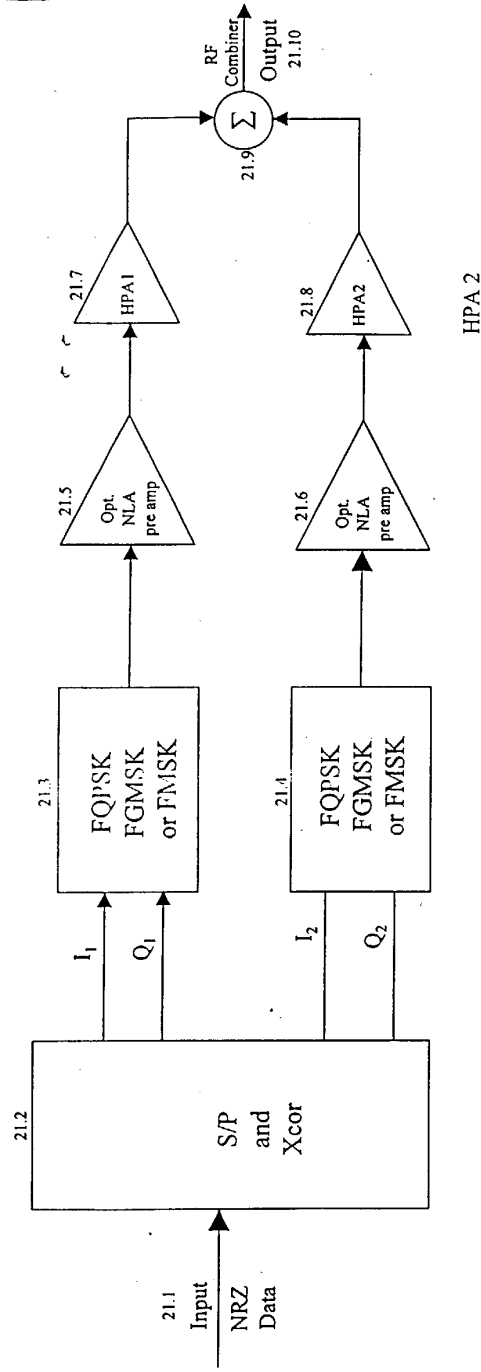 21.1
Input
NRZ
Data
21.2
S/P
and
Xcor
I1
Q1
I2
Q2
21.3
FQPSK
FGMSK
or FMSK
21.4
FQPSK
FGMSK
or FMSK
21.5
Opt.
NLA
pre amp
21.6
Opt.
NLA
pre amp
21.7
HPA1
21.8
HPA2
HPA 2
21.9
Σ
RF
Combiner
Output
21.10